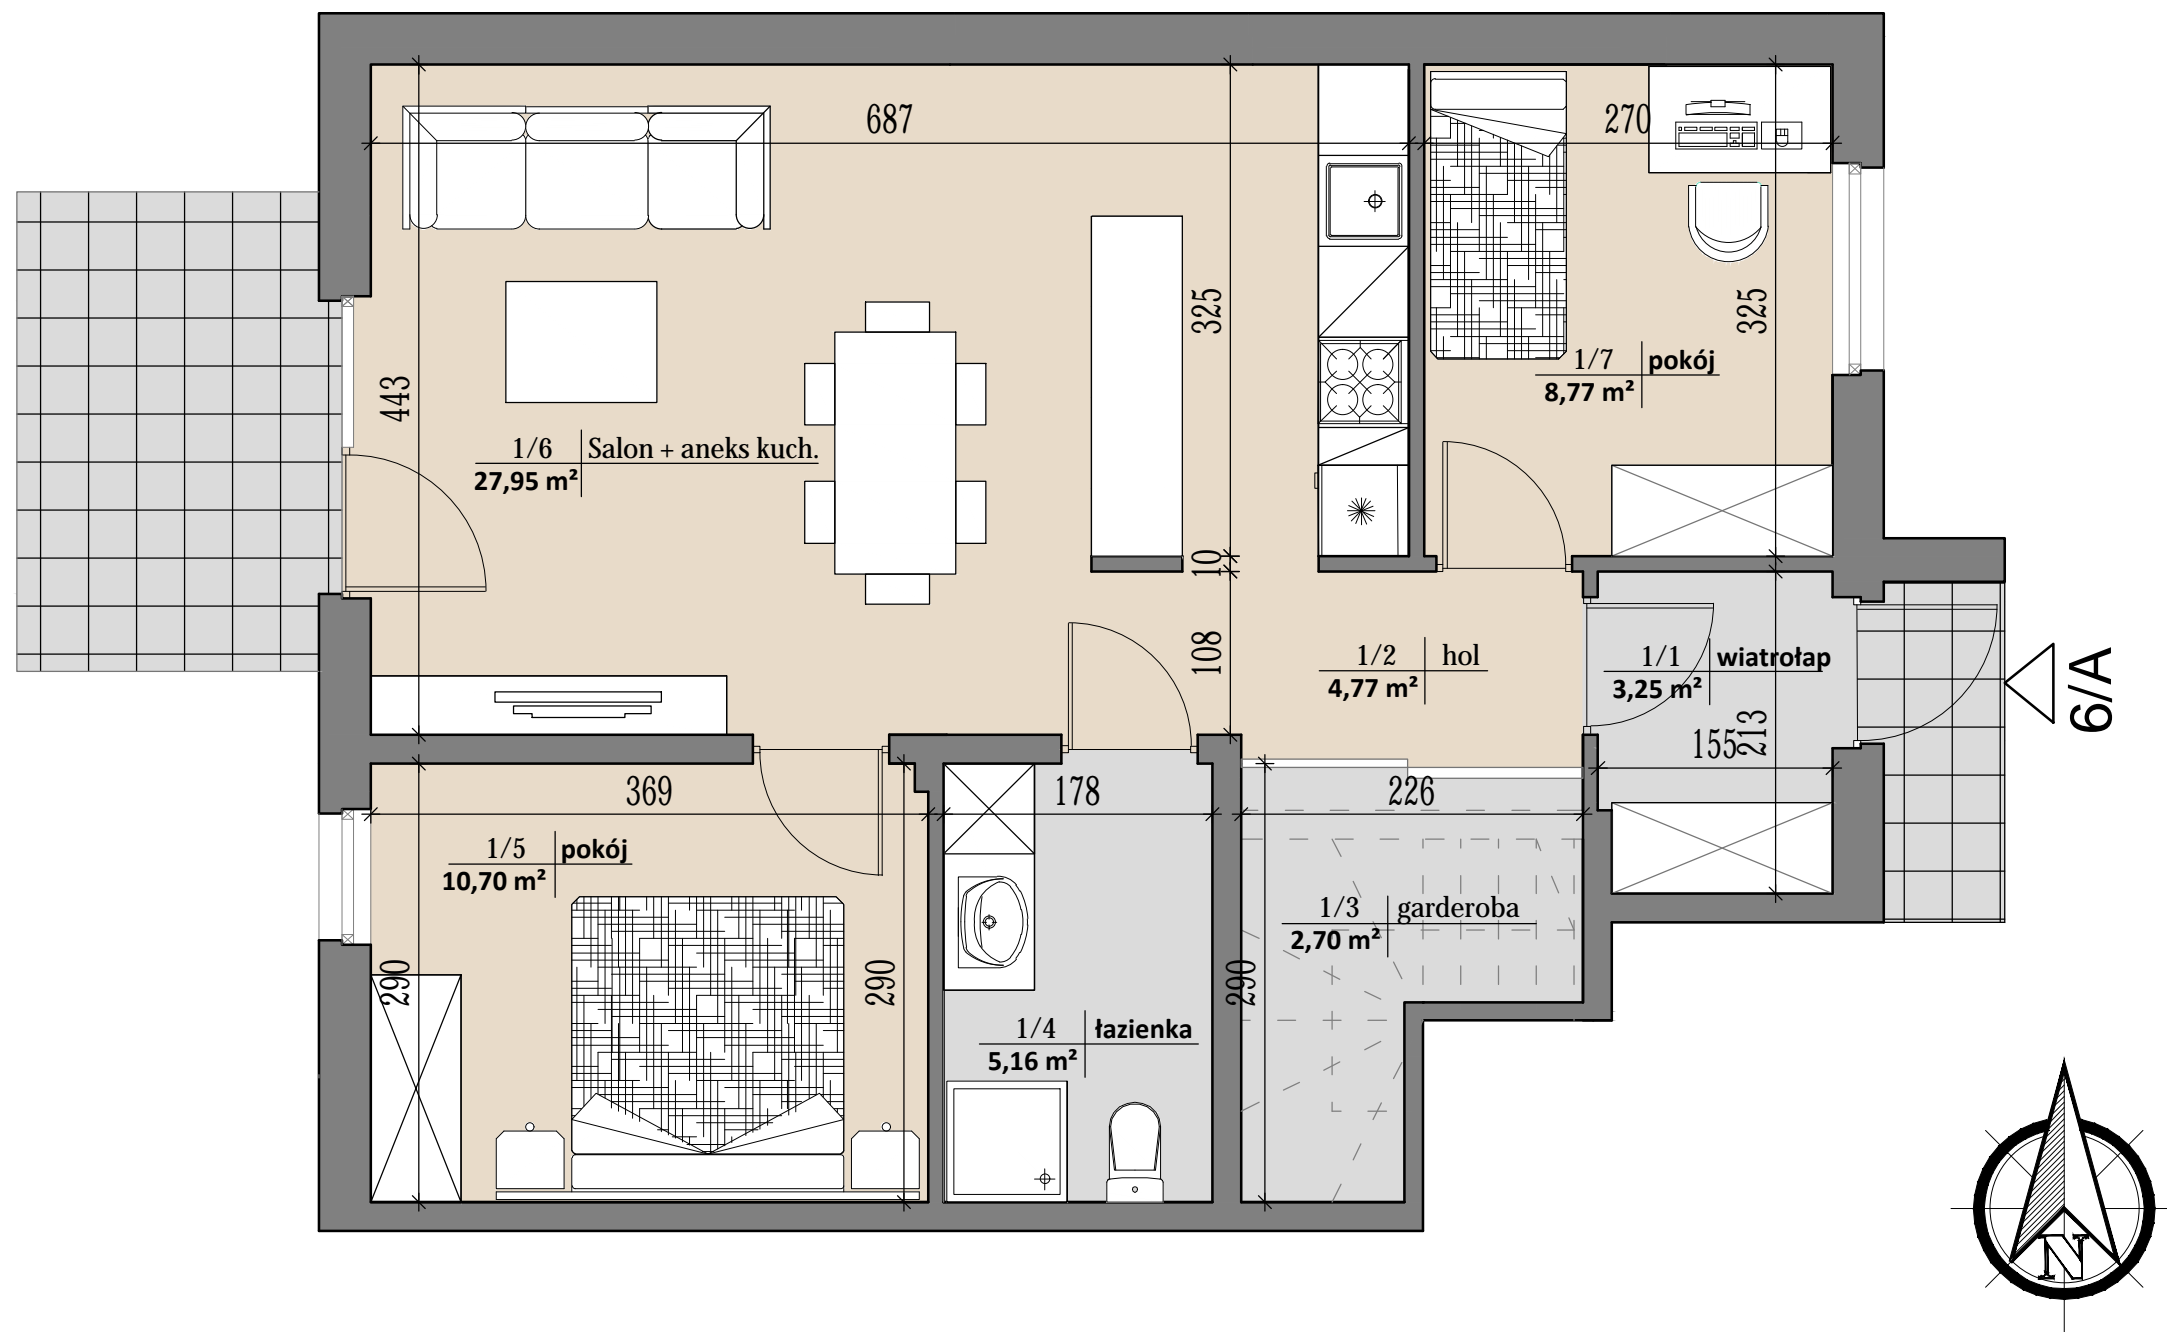 687
270
325
325
443
1/7 pokój
8,77 m²
1/6 Salon + aneks kuch.
27,95 m²
10
108
1/2 hol
4,77 m²
1/1 wiatrołap
3,25 m²
6/A
155
213
369
178
226
1/5 pokój
10,70 m²
1/3 garderoba
2,70 m²
290
290
290
1/4 łazienka
5,16 m²
N